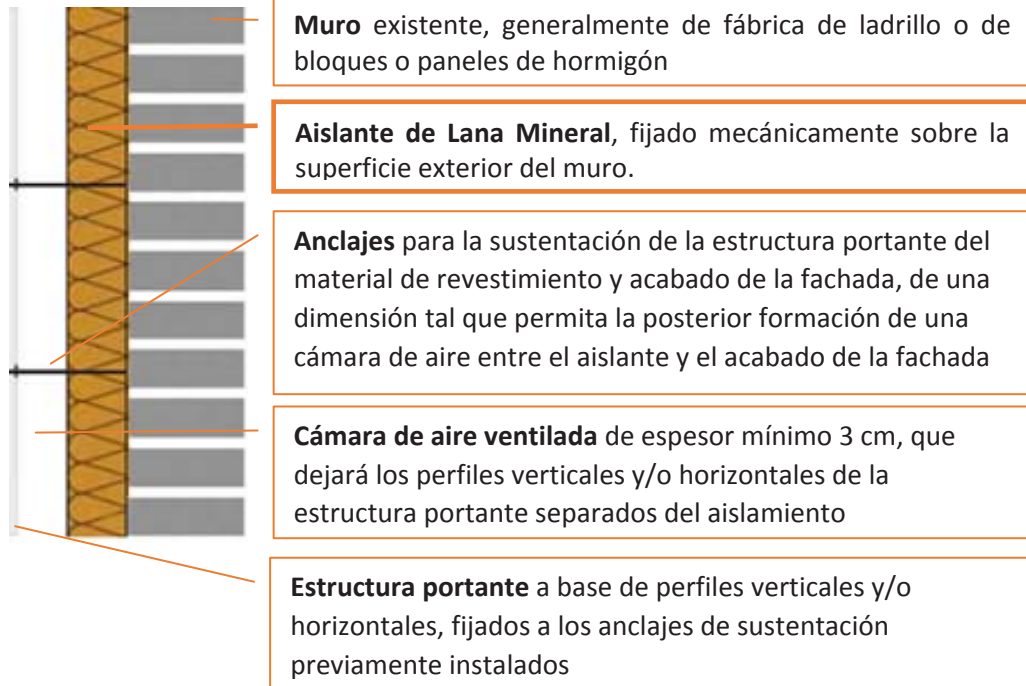 Muro existente, generalmente de fábrica de ladrillo o de
bloques o paneles de hormigón
Aislante de Lana Mineral, fijado mecánicamente sobre la
superficie exterior del muro.
Anclajes para la sustentación de la estructura portante del
material de revestimiento y acabado de la fachada, de una
dimensión tal que permita la posterior formación de una
cámara de aire entre el aislante y el acabado de la fachada
Cámara de aire ventilada de espesor mínimo 3 cm, que
dejará los perfiles verticales y/o horizontales de la
estructura portante separados del aislamiento
Estructura portante a base de perfiles verticales y/o
horizontales, fijados a los anclajes de sustentación
previamente instalados